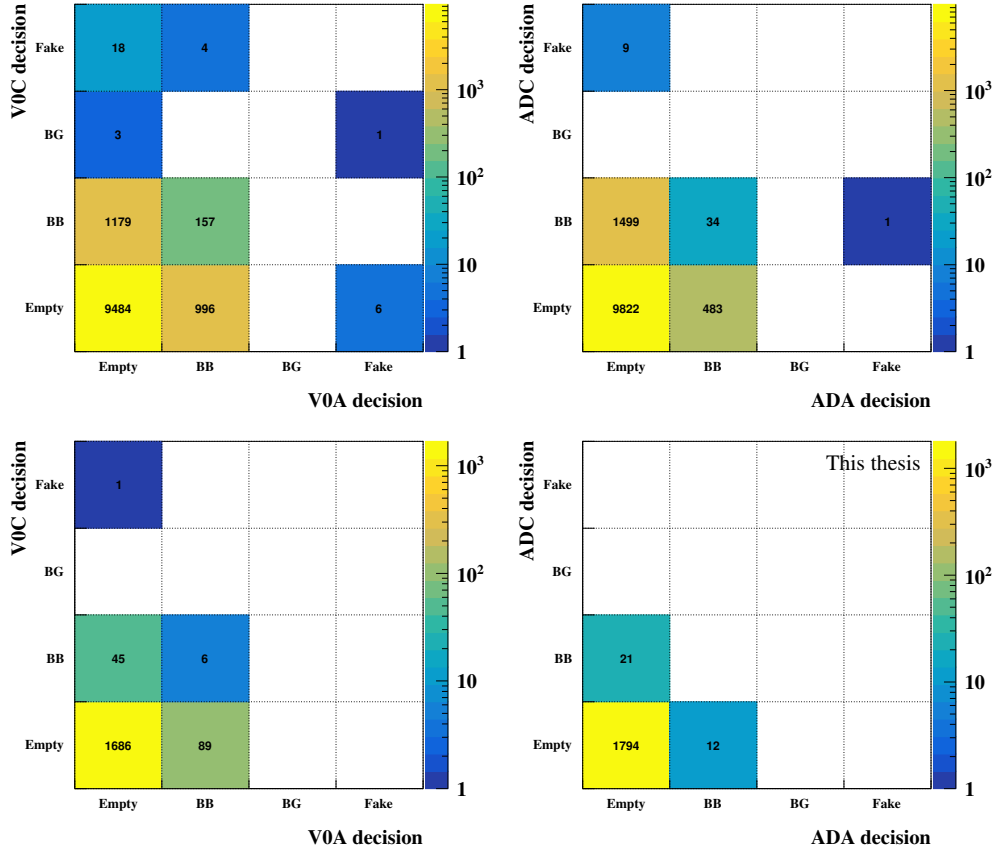 V0C decision
Fake
18
4
BG
3
1
BB
1179
157
Empty
9484
996
6
Empty
BB
BG
Fake
V0A decision
10³
10²
10
1
ADC decision
Fake
9
BG
BB
1499
34
1
Empty
9822
483
Empty
BB
BG
Fake
ADA decision
10³
10²
10
1
V0C decision
Fake
1
BG
BB
45
6
Empty
1686
89
Empty
BB
BG
Fake
V0A decision
10³
10²
10
1
ADC decision
This thesis
Fake
BG
BB
21
Empty
1794
12
Empty
BB
BG
Fake
ADA decision
10³
10²
10
1